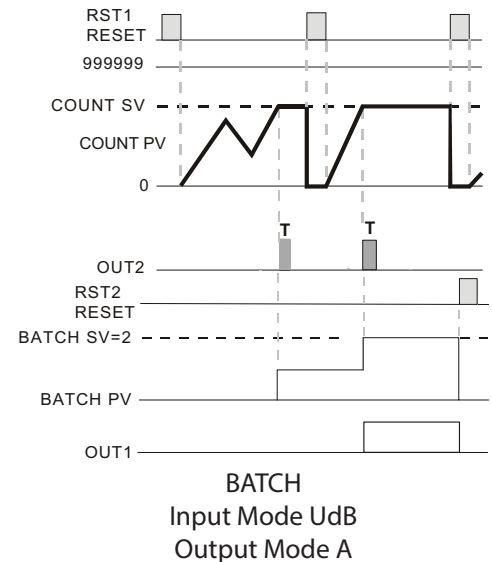 RST1
RESET
999999
COUNT SV
COUNT PV
0
T
T
OUT2
RST2
RESET
BATCH SV=2
BATCH PV
OUT1
BATCH
Input Mode UdB
Output Mode A